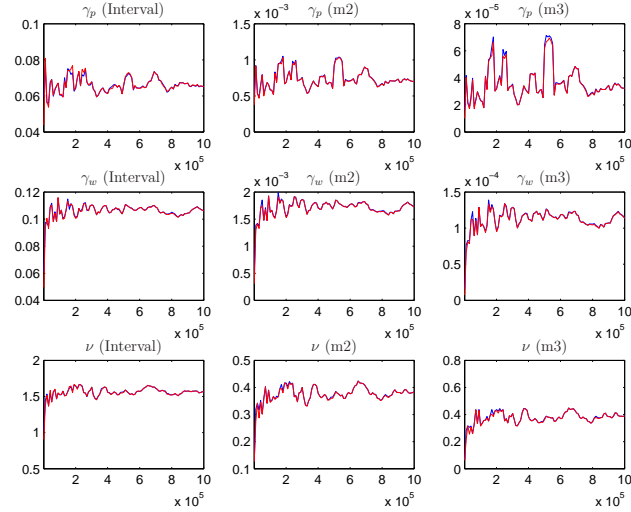 γp (Interval)
0.1
0.08
0.06
0.04
2 4 6 8 10
x 10^5
γp (m2)
x 10^-3
1.5
1
0.5
0
2 4 6 8 10
x 10^5
γp (m3)
x 10^-5
8
6
4
2
0
2 4 6 8 10
x 10^5
γw (Interval)
0.12
0.1
0.08
0.06
0.04
2 4 6 8 10
x 10^5
γw (m2)
x 10^-3
2
1.5
1
0.5
0
2 4 6 8 10
x 10^5
γw (m3)
x 10^-4
1.5
1
0.5
0
2 4 6 8 10
x 10^5
ν (Interval)
2
1.5
1
0.5
2 4 6 8 10
x 10^5
ν (m2)
0.5
0.4
0.3
0.2
0.1
2 4 6 8 10
x 10^5
ν (m3)
0.8
0.6
0.4
0.2
0
2 4 6 8 10
x 10^5